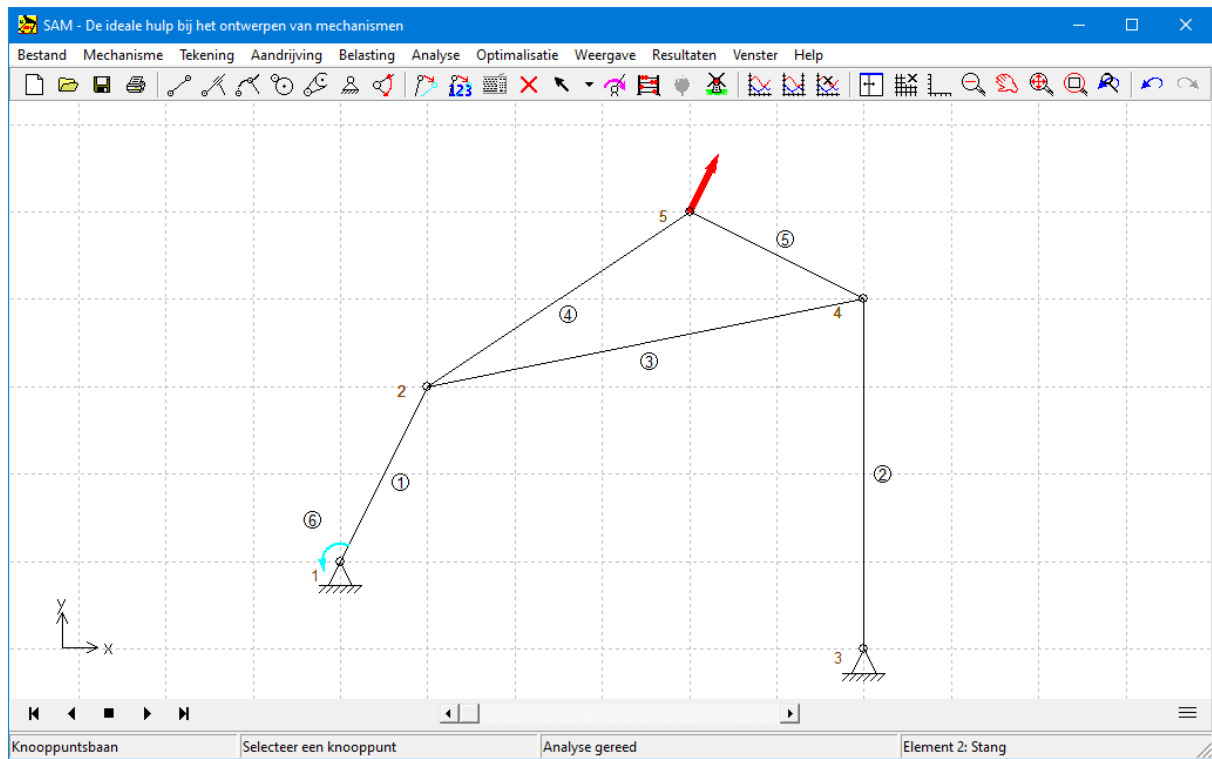 SAM - De ideale hulp bij het ontwerpen van mechanismen
Bestand Mechanisme Tekening Aandrijving Belasting Analyse Optimalisatie Weergave Resultaten Venster Help
123
5
5
4
4
3
2
1
2
6
1
y
x
3
Knooppuntsbaan Selecteer een knooppunt Analyse gereed Element 2: Stang